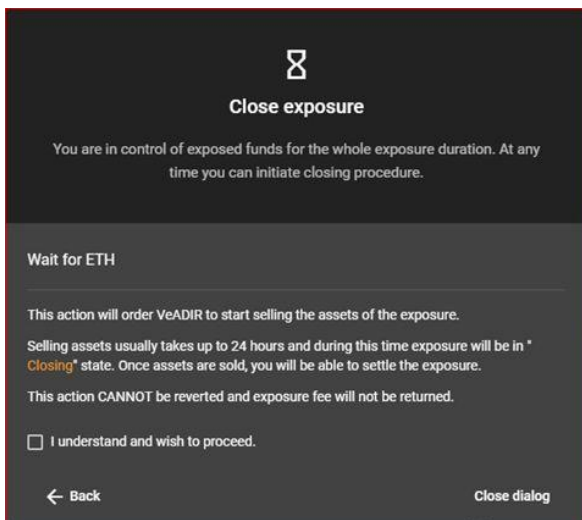 Close exposure
You are in control of exposed funds for the whole exposure duration. At any
time you can initiate closing procedure.
Wait for ETH
This action will order VeADIR to start selling the assets of the exposure.
Selling assets usually takes up to 24 hours and during this time exposure will be in "
Closing" state. Once assets are sold, you will be able to settle the exposure.
This action CANNOT be reverted and exposure fee will not be returned.
I understand and wish to proceed.
Back Close dialog